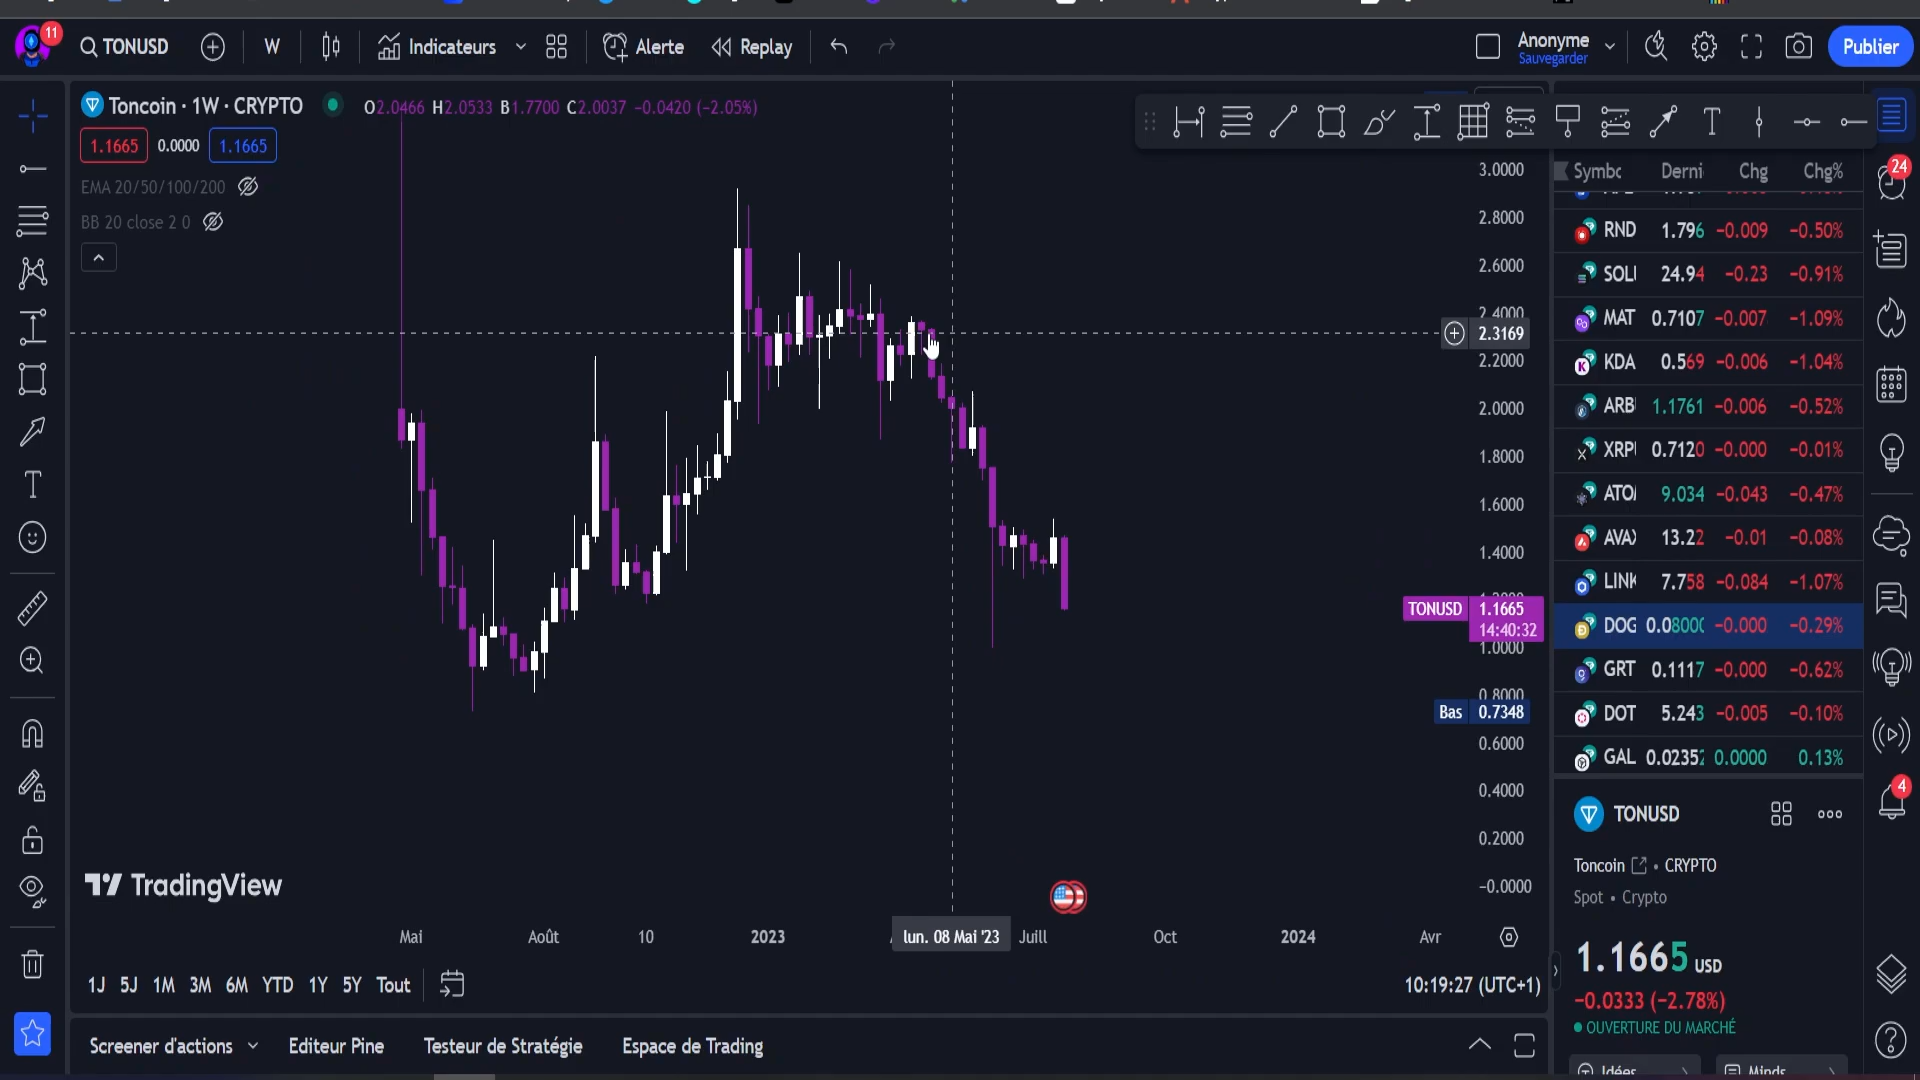 11
TONUSD
W
Indicateurs
Alerte
Replay
Anonyme
Sauvegarder
Publier
Toncoin · 1W · CRYPTO
O2.0466 H2.0533 B1.7700 C2.0037 −0.0420 (−2.05%)
1.1665 0.0000 1.1665
EMA 20/50/100/200
BB 20 close 2 0
3.0000
2.8000
2.6000
2.4000
2.3169
2.2000
2.0000
1.8000
1.6000
1.4000
TONUSD 1.1665
14:40:32
1.0000
0.8000
Bas 0.7348
0.6000
0.4000
0.2000
−0.0000
TradingView
Mai Août 10 2023 lun. 08 Mai '23 Juill Oct 2024 Avr
1J 5J 1M 3M 6M YTD 1Y 5Y Tout
10:19:27 (UTC+1)
Screener d'actions Editeur Pine Testeur de Stratégie Espace de Trading
Symbc Derni Chg Chg%
RND 1.796 −0.009 −0.50%
SOL 24.94 −0.23 −0.91%
MAT 0.7107 −0.007 −1.09%
KDA 0.569 −0.006 −1.04%
ARB 1.1761 −0.006 −0.52%
XRP 0.7120 −0.000 −0.01%
ATO 9.034 −0.043 −0.47%
AVA 13.22 −0.01 −0.08%
LINK 7.758 −0.084 −1.07%
DOG 0.0800 −0.000 −0.29%
GRT 0.1117 −0.000 −0.62%
DOT 5.243 −0.005 −0.10%
GAL 0.0235 0.0000 0.13%
TONUSD
Toncoin • CRYPTO
Spot • Crypto
1.1665 USD
−0.0333 (−2.78%)
OUVERTURE DU MARCHÉ
Idées
Minds
24
4